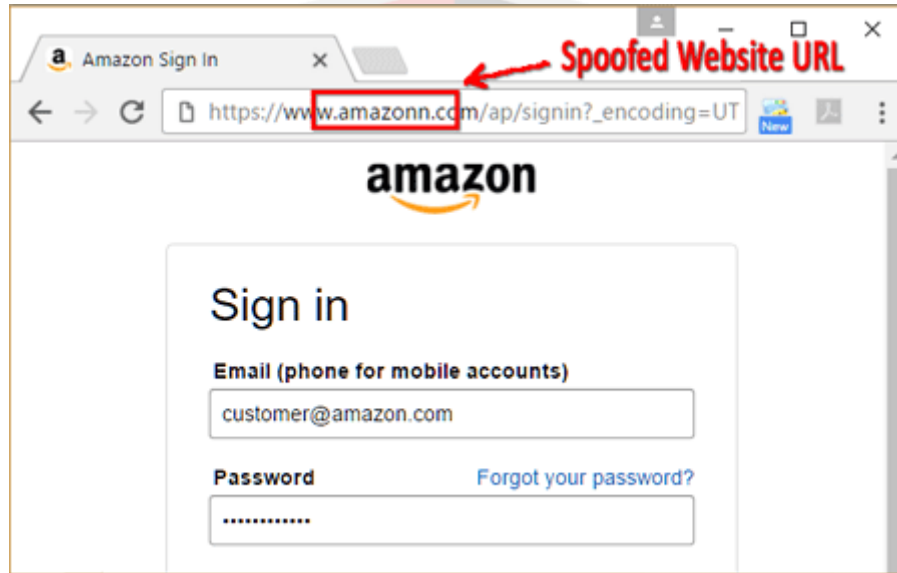 Amazon Sign In
Spoofed Website URL
https://www.amazonn.com/ap/signin?_encoding=UT
New
amazon
Sign in
Email (phone for mobile accounts)
customer@amazon.com
Password Forgot your password?
••••••••••••